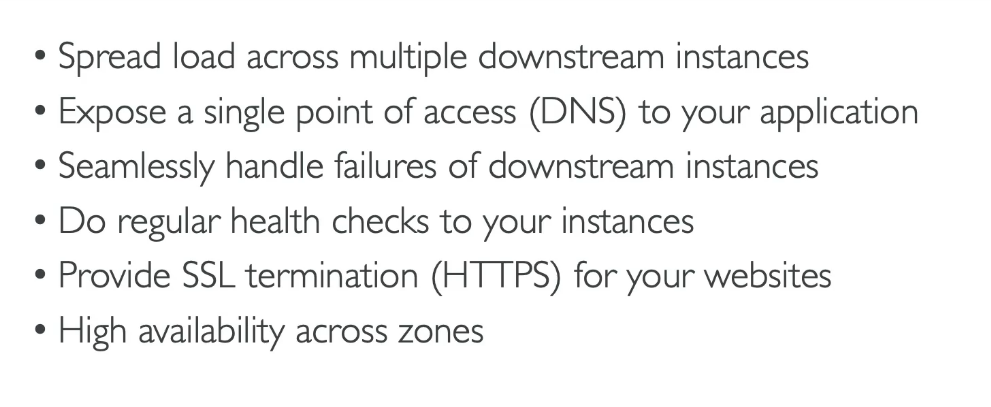 • Spread load across multiple downstream instances
• Expose a single point of access (DNS) to your application
• Seamlessly handle failures of downstream instances
• Do regular health checks to your instances
• Provide SSL termination (HTTPS) for your websites
• High availability across zones